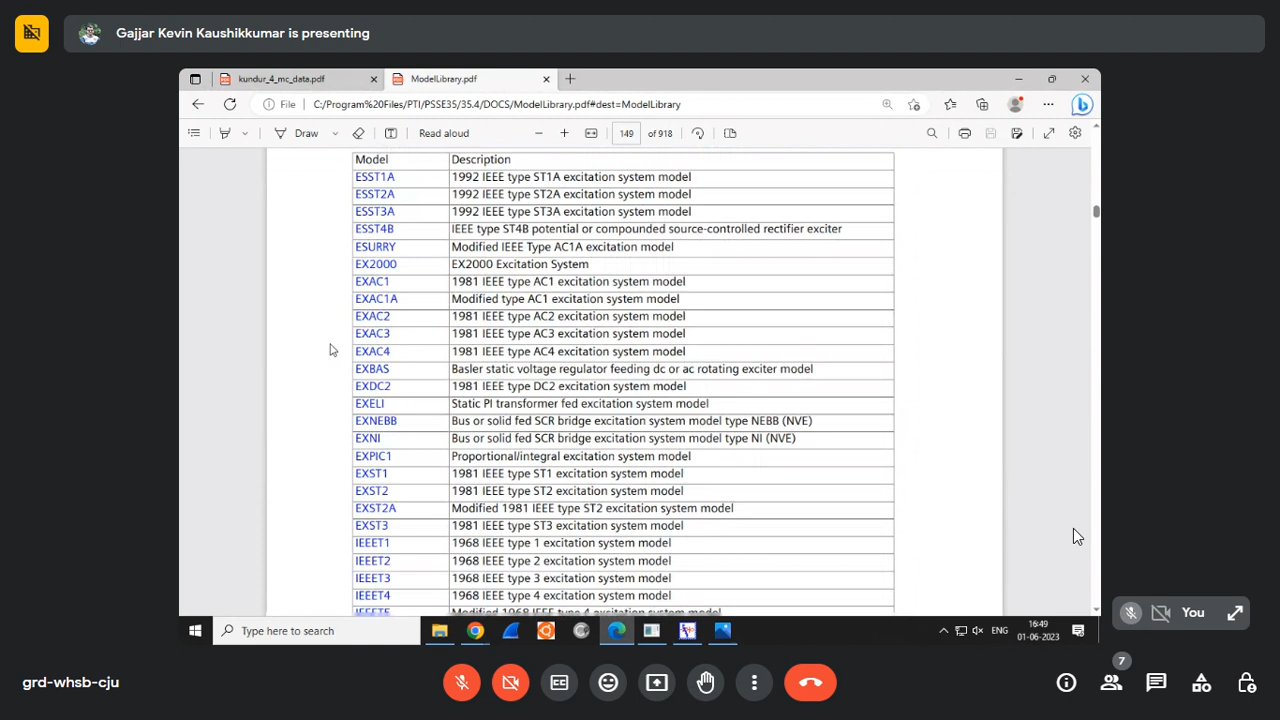 Gajjar Kevin Kaushikkumar is presenting
kundur_4_mc_data.pdf
ModelLibrary.pdf
File C:/Program%20Files/PTI/PSSE35/35.4/DOCS/ModelLibrary.pdf#dest=ModelLibrary
Draw Read aloud 149 of 918
Model Description
ESST1A 1992 IEEE type ST1A excitation system model
ESST2A 1992 IEEE type ST2A excitation system model
ESST3A 1992 IEEE type ST3A excitation system model
ESST4B IEEE type ST4B potential or compounded source-controlled rectifier exciter
ESURRY Modified IEEE Type AC1A excitation model
EX2000 EX2000 Excitation System
EXAC1 1981 IEEE type AC1 excitation system model
EXAC1A Modified type AC1 excitation system model
EXAC2 1981 IEEE type AC2 excitation system model
EXAC3 1981 IEEE type AC3 excitation system model
EXAC4 1981 IEEE type AC4 excitation system model
EXBAS Basler static voltage regulator feeding dc or ac rotating exciter model
EXDC2 1981 IEEE type DC2 excitation system model
EXELI Static PI transformer fed excitation system model
EXNEBB Bus or solid fed SCR bridge excitation system model type NEBB (NVE)
EXNI Bus or solid fed SCR bridge excitation system model type NI (NVE)
EXPIC1 Proportional/integral excitation system model
EXST1 1981 IEEE type ST1 excitation system model
EXST2 1981 IEEE type ST2 excitation system model
EXST2A Modified 1981 IEEE type ST2 excitation system model
EXST3 1981 IEEE type ST3 excitation system model
IEEET1 1968 IEEE type 1 excitation system model
IEEET2 1968 IEEE type 2 excitation system model
IEEET3 1968 IEEE type 3 excitation system model
IEEET4 1968 IEEE type 4 excitation system model
IEEET5 Modified 1968 IEEE type 4 excitation system model
You
Type here to search
ENG
16:49
01-06-2023
7
grd-whsb-cju